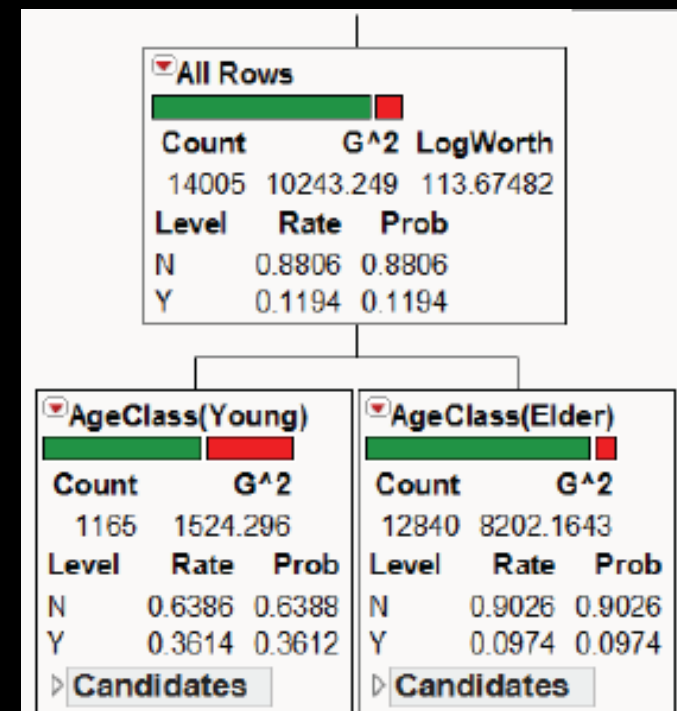 All Rows
Count G^2 LogWorth
14005 10243.249 113.67482
Level Rate Prob
N 0.8806 0.8806
Y 0.1194 0.1194
AgeClass(Young)
Count G^2
1165 1524.296
Level Rate Prob
N 0.6386 0.6388
Y 0.3614 0.3612
Candidates
AgeClass(Elder)
Count G^2
12840 8202.1643
Level Rate Prob
N 0.9026 0.9026
Y 0.0974 0.0974
Candidates